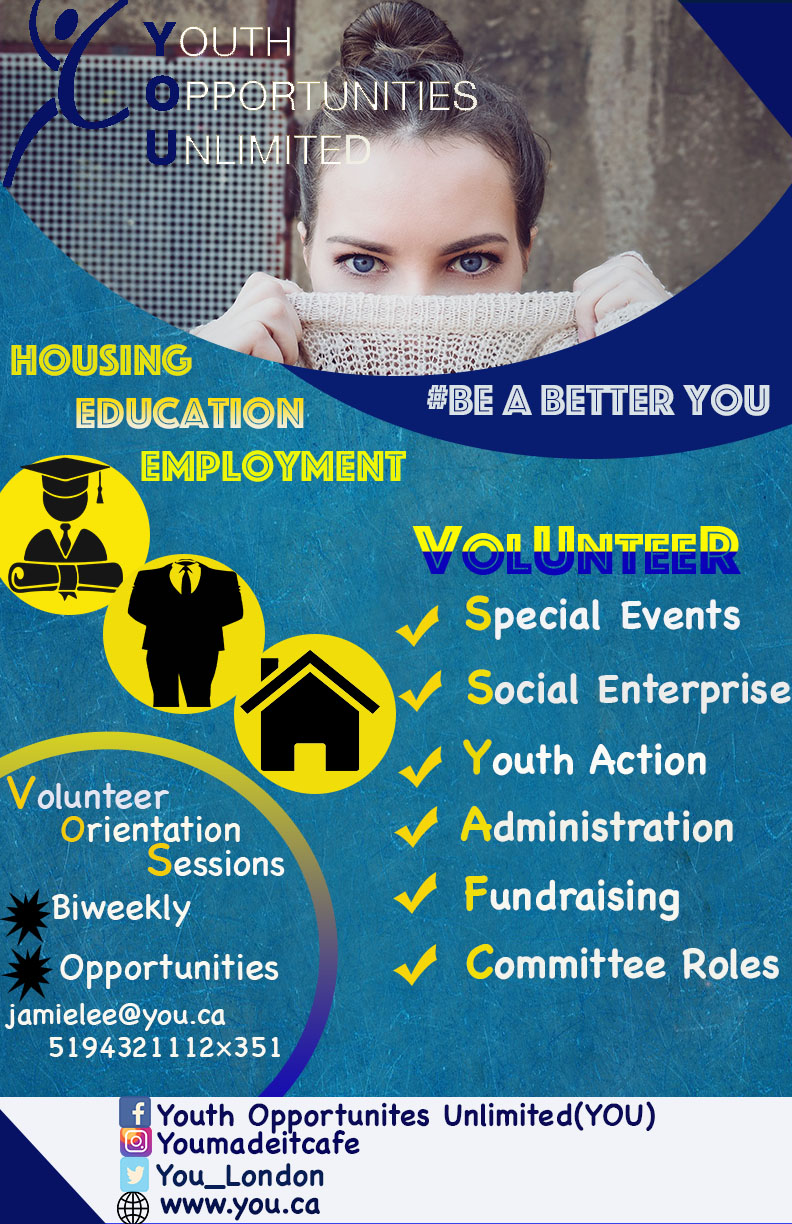 YOUTH
OPPORTUNITIES
UNLIMITED
HOUSING
EDUCATION
EMPLOYMENT
#BE A BETTER YOU
VOLUNTEER
Special Events
Social Enterprise
Youth Action
Administration
Fundraising
Committee Roles
Volunteer
Orientation
Sessions
Biweekly
Opportunities
jamielee@you.ca
5194321112x351
Youth Opportunites Unlimited(YOU)
Youmadeitcafe
You_London
www.you.ca